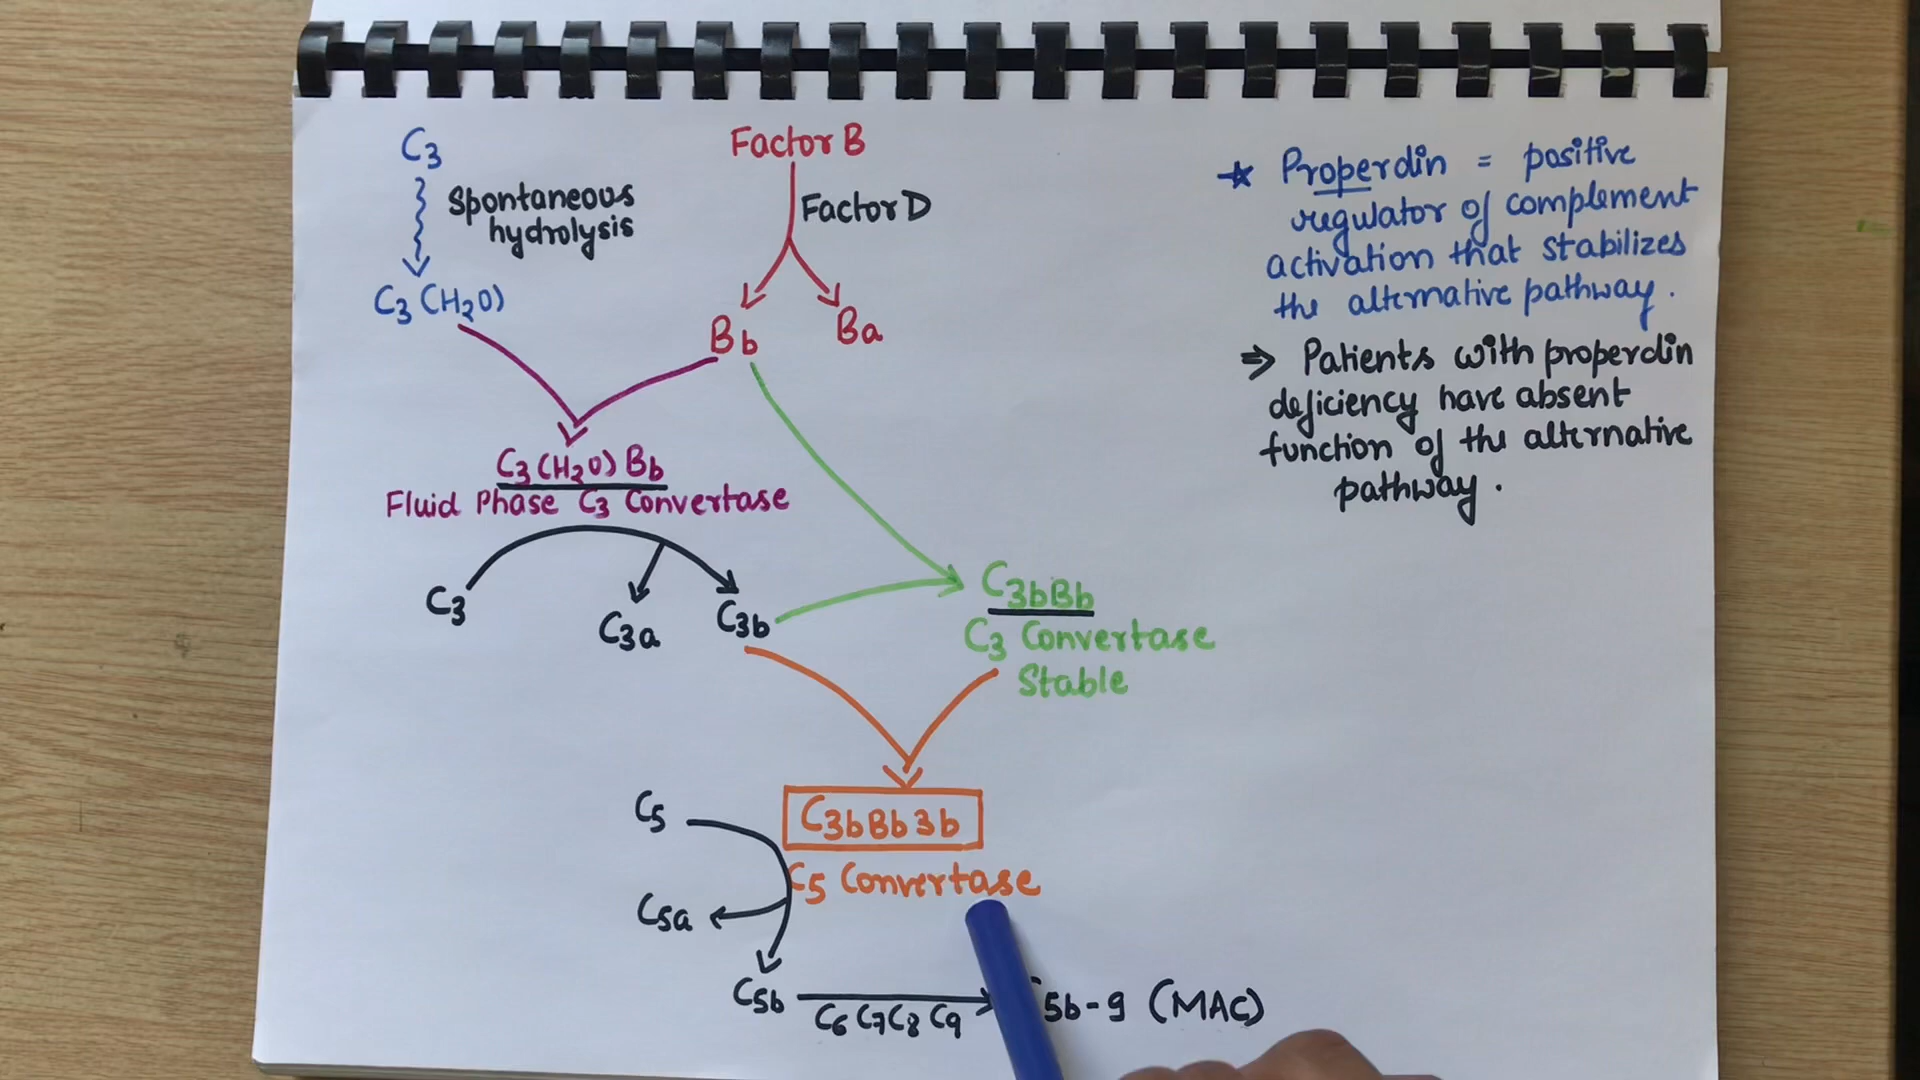 C3
Spontaneous
hydrolysis
C3 (H2O)
Factor B
Factor D
Bb
Ba
C3 (H2O) Bb
Fluid Phase C3 Convertase
C3
C3a
C3b
C3bBb
C3 Convertase
Stable
C3bBb3b
C5 Convertase
C5
C5a
C5b
C6 C7 C8 C9
5b-9 (MAC)
★ Properdin = positive
regulator of complement
activation that stabilizes
the alternative pathway.
⇒ Patients with properdin
deficiency have absent
function of the alternative
pathway.